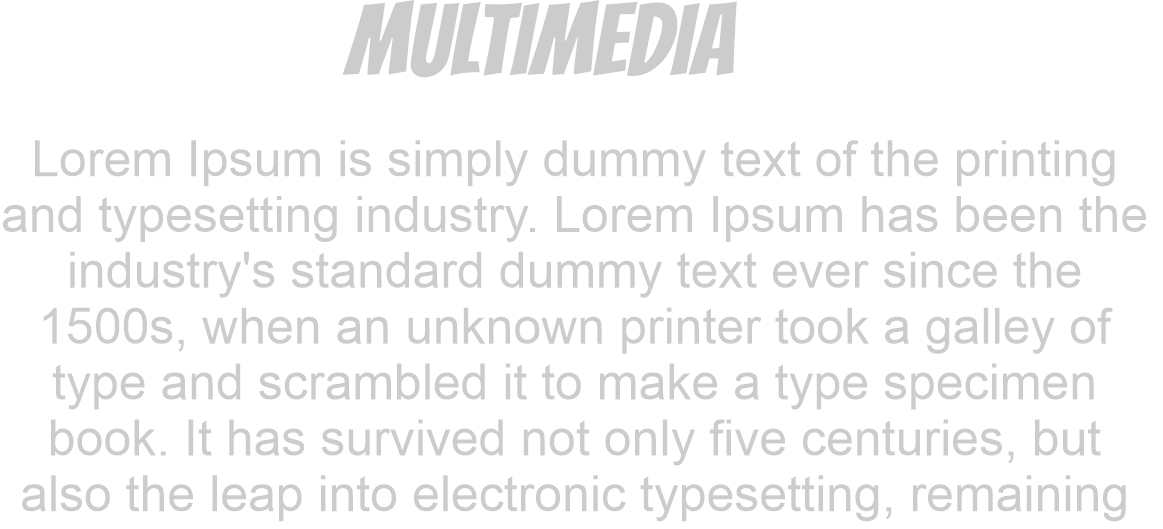 MULTIMEDIA
Lorem Ipsum is simply dummy text of the printing
and typesetting industry. Lorem Ipsum has been the
industry's standard dummy text ever since the
1500s, when an unknown printer took a galley of
type and scrambled it to make a type specimen
book. It has survived not only five centuries, but
also the leap into electronic typesetting, remaining